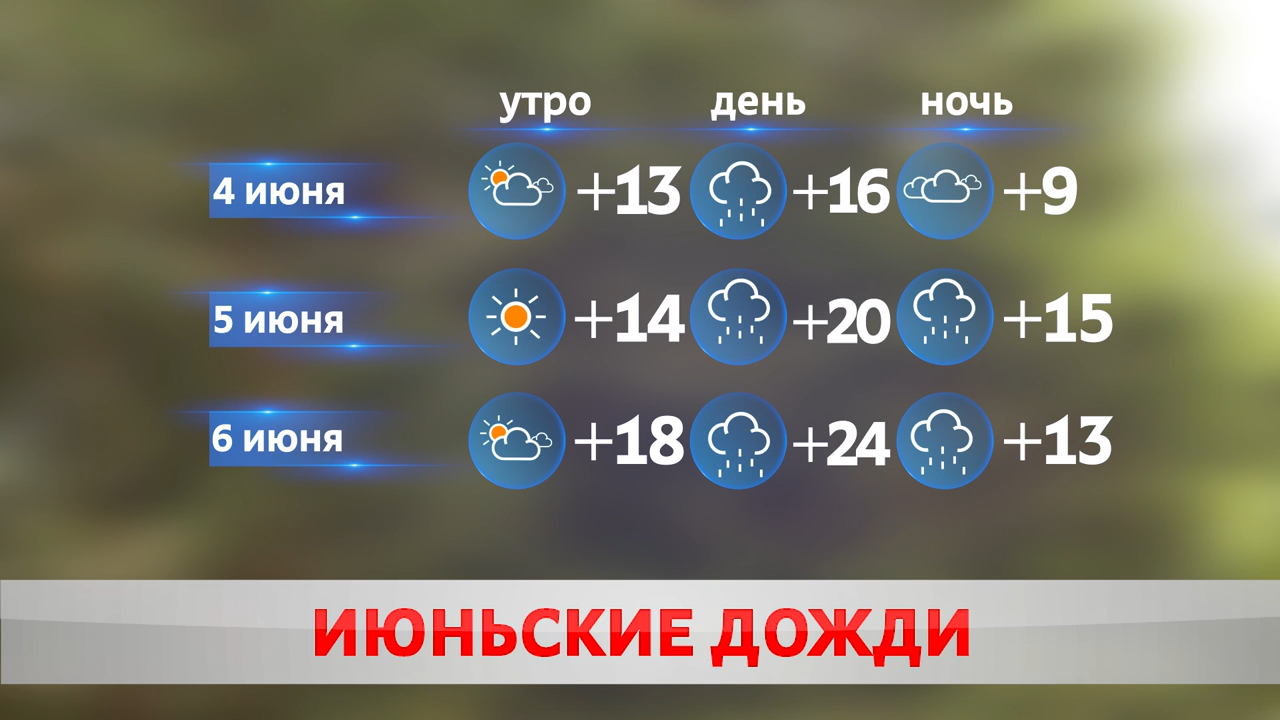 утро день ночь
4 июня +13 +16 +9
5 июня +14 +20 +15
6 июня +18 +24 +13
ИЮНЬСКИЕ ДОЖДИ